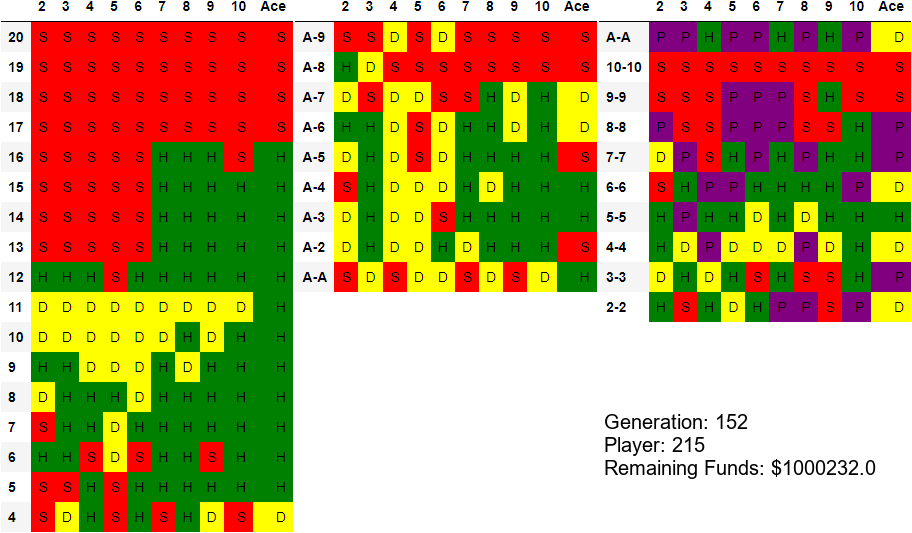 2 3 4 5 6 7 8 9 10 Ace
20 S S S S S S S S S S
19 S S S S S S S S S S
18 S S S S S S S S S S
17 S S S S S S S S S S
16 S S S S S H H H S H
15 S S S S S H H H H H
14 S S S S S H H H H H
13 S S S S S H H H H H
12 H H H S H H H H H H
11 D D D D D D D D D H
10 D D D D D D H D H H
9 H H D D D H D H H H
8 D H H H D H H H H H
7 S H H D H H H H H H
6 H H S D S H H S H H
5 S S H S H H H H H H
4 S D H S H S H D S D
2 3 4 5 6 7 8 9 10 Ace
A-9 S S D S D S S S S S
A-8 H D S S S S S S S S
A-7 D S D D S S H D H D
A-6 H H D S D H H D H D
A-5 D H D S D H H H H S
A-4 S H D D D H D H H H
A-3 D H D D S H H H H H
A-2 D H D D H D H H H S
A-A S D S D D S D S D H
2 3 4 5 6 7 8 9 10 Ace
A-A P P H P P H P H P D
10-10 S S S S S S S S S S
9-9 S S S P P P S H S S
8-8 P S S P P P S S H P
7-7 D P S H P H P H H P
6-6 S H P P H H H H P D
5-5 H P H H D H D H H H
4-4 H D P D D D P D H D
3-3 D H D H S H S S H P
2-2 H S H D H P P S P D
Generation: 152
Player: 215
Remaining Funds: $1000232.0